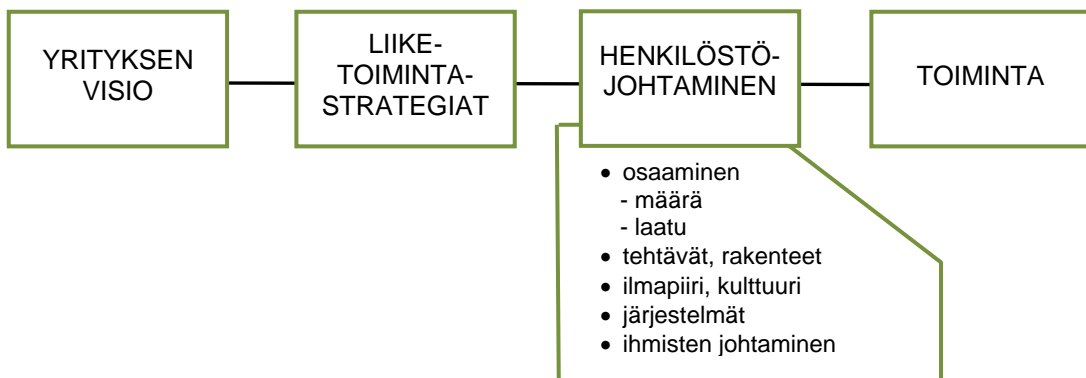 YRITYKSEN
VISIO
LIIKE-
TOIMINTA-
STRATEGIAT
HENKILÖSTÖ-
JOHTAMINEN
TOIMINTA
• osaaminen
- määrä
- laatu
• tehtävät, rakenteet
• ilmapiiri, kulttuuri
• järjestelmät
• ihmisten johtaminen